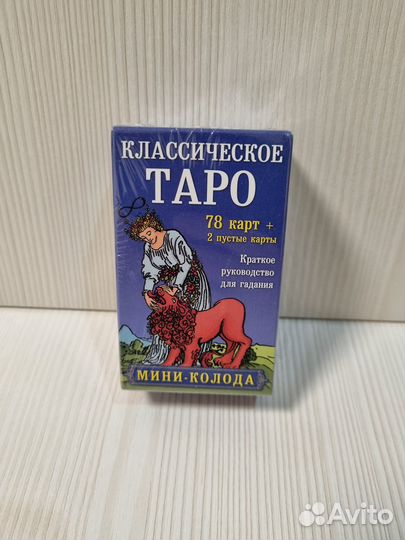 КЛАССИЧЕСКОЕ
ТАРО
78 карт +
2 пустые карты
Краткое
руководство
для гадания
МИНИ-КОЛОДА
Avito